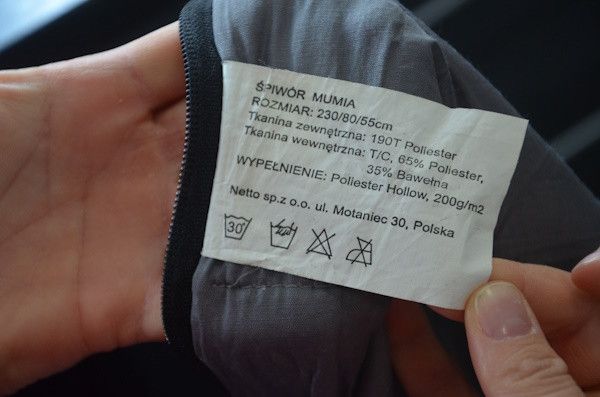 ŚPIWÓR MUMIA
ROZMIAR: 230/80/55cm
Tkanina zewnętrzna: 190T Poliester
Tkanina wewnętrzna: T/C, 65% Poliester,
35% Bawełna
WYPEŁNIENIE: Poliester Hollow, 200g/m2
Netto sp.z o.o. ul. Motaniec 30, Polska
30°